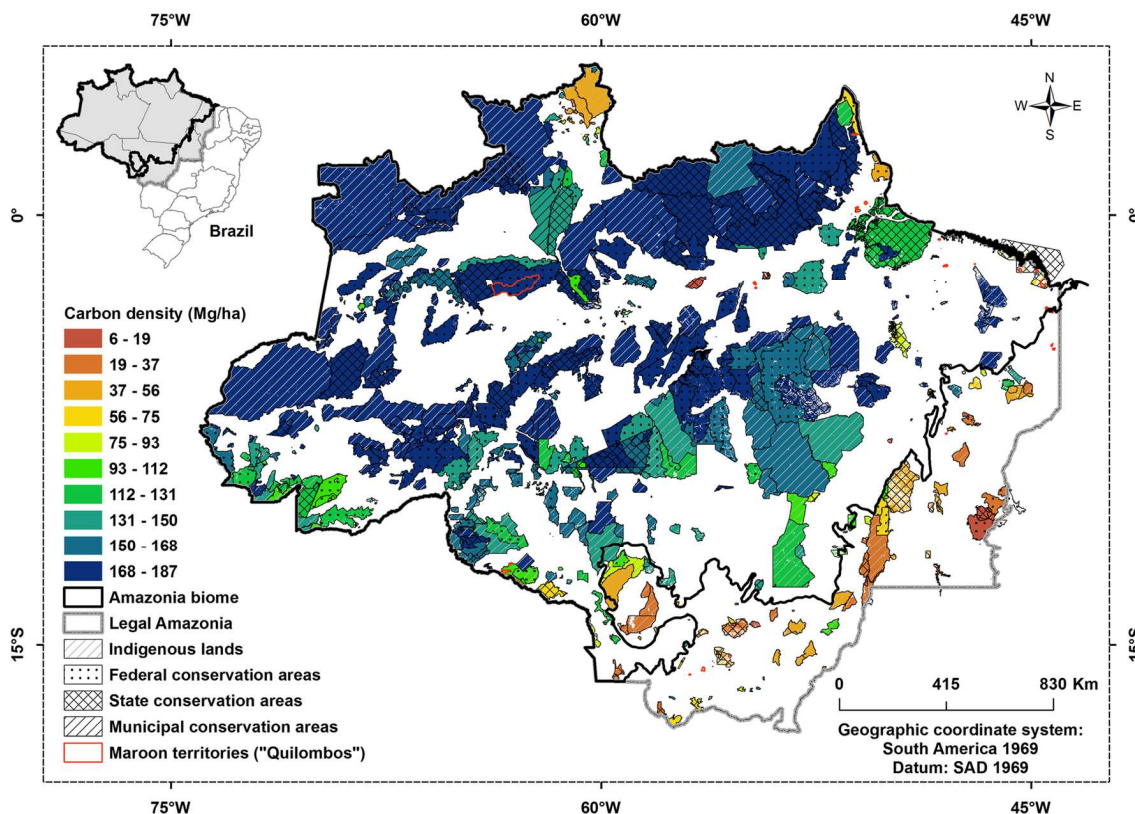 75°W
60°W
45°W
N
W
E
S
0°
0°
Brazil
Carbon density (Mg/ha)
6 - 19
19 - 37
37 - 56
56 - 75
75 - 93
93 - 112
112 - 131
131 - 150
150 - 168
168 - 187
Amazonia biome
Legal Amazonia
Indigenous lands
Federal conservation areas
State conservation areas
Municipal conservation areas
Maroon territories ("Quilombos")
15°S
15°S
0
415
830 Km
Geographic coordinate system:
South America 1969
Datum: SAD 1969
75°W
60°W
45°W